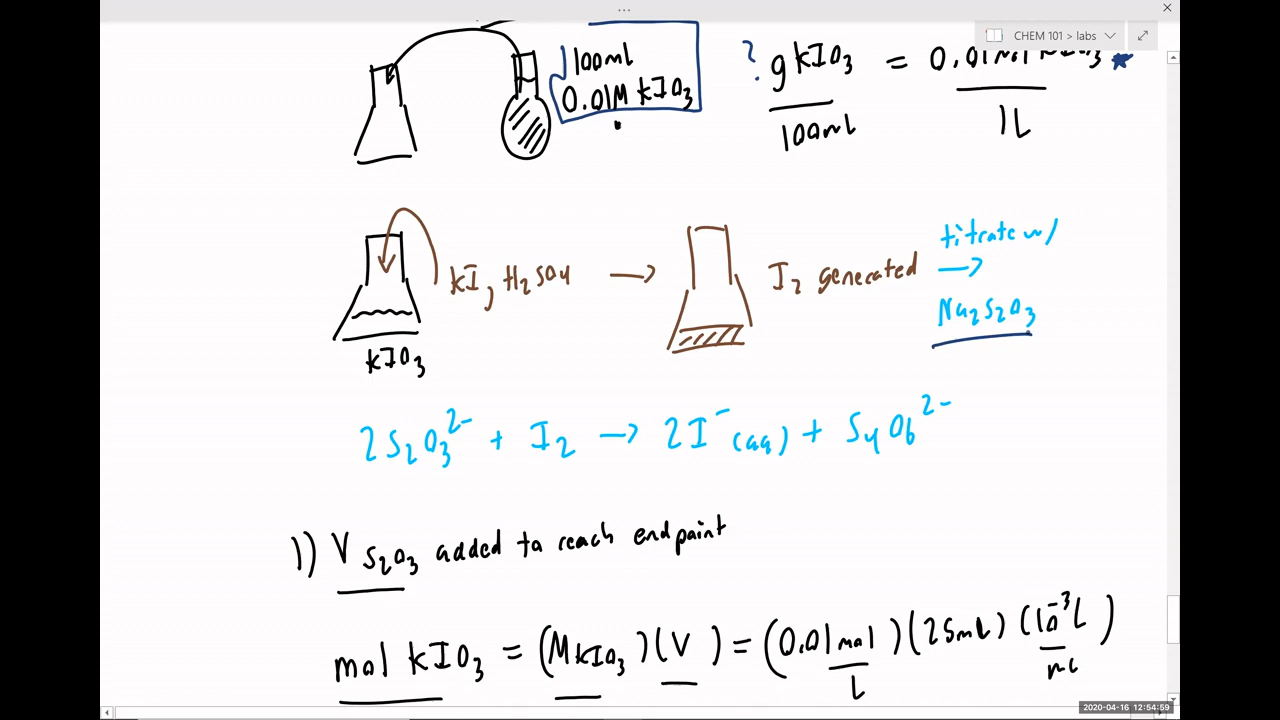 CHEM 101 > labs
100ml
0.01M kIO3
? g kIO3 =
100ml
1L
kI, H2SO4 → I2 generated
titrate w/
→
Na2S2O3
kIO3
2S2O3^2- + I2 → 2I^-(aq) + S4O6^2-
1) V S2O3 added to reach endpoint
mol kIO3 = (MkIO3)(V) = (0.01 mol / L)(25mL)(10^-3 L / mL)
2020-04-16 12:54:59